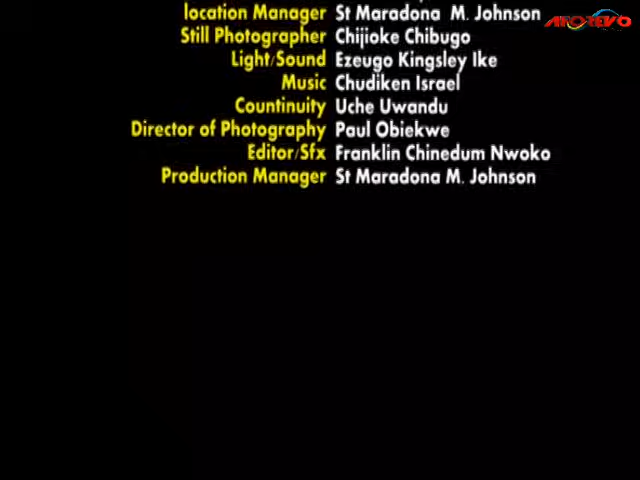 location Manager St Maradona M. Johnson
AFOREVO
Still Photographer Chijioke Chibugo
Light/Sound Ezeugo Kingsley Ike
Music Chudiken Israel
Countinuity Uche Uwandu
Director of Photography Paul Obiekwe
Editor/Sfx Franklin Chinedum Nwoko
Production Manager St Maradona M. Johnson